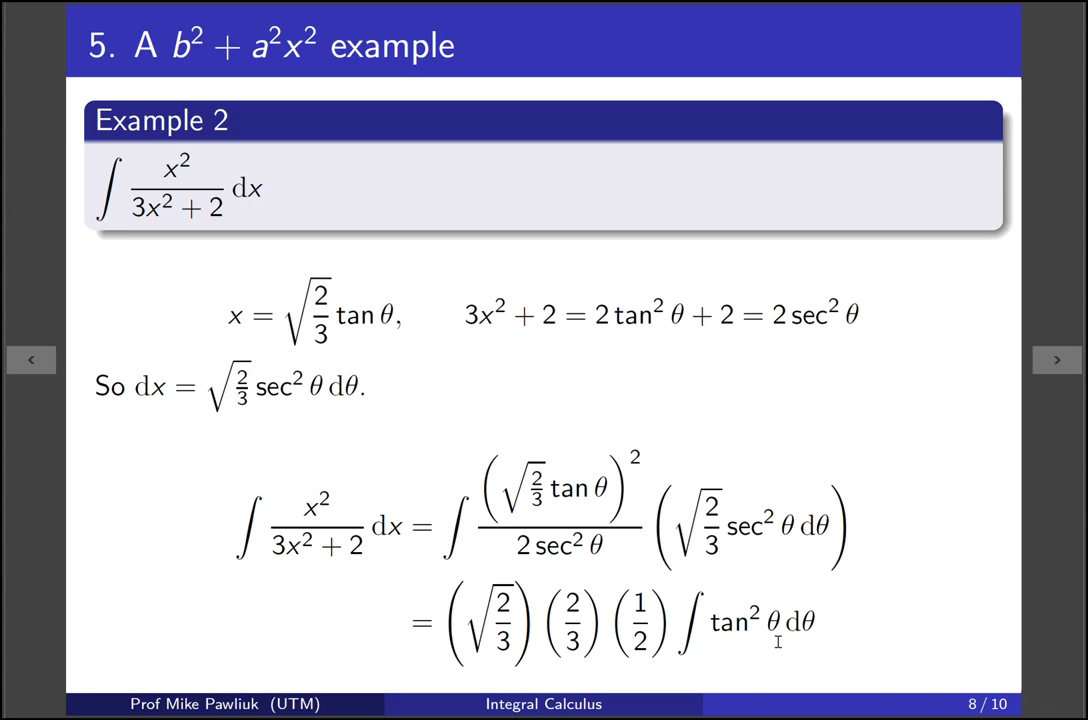 5. A b² + a²x² example
Example 2
∫ x²/(3x² + 2) dx
x = √(2/3) tan θ, 3x² + 2 = 2 tan² θ + 2 = 2 sec² θ
So dx = √(2/3) sec² θ dθ.
∫ x²/(3x² + 2) dx = ∫ (√(2/3) tan θ)²/(2 sec² θ) (√(2/3) sec² θ dθ)
= (√(2/3)) (2/3) (1/2) ∫ tan² θ dθ
Prof Mike Pawliuk (UTM) Integral Calculus 8 / 10